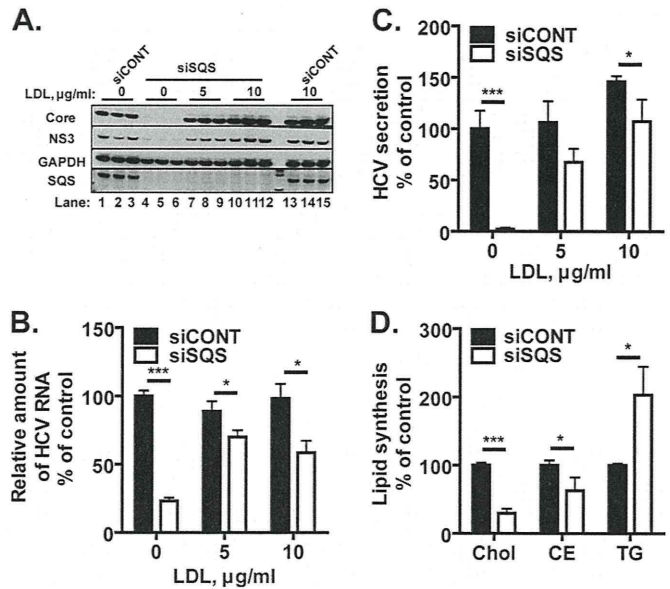 A.
siCONT
siSQS
siCONT
0
0
5
10
10
LDL, µg/ml:
Core
NS3
GAPDH
SQS
Lane: 1 2 3 4 5 6 7 8 9 10 11 12 13 14 15
B.
Relative amount
of HCV RNA
% of control
100
50
0
siCONT
siSQS
***
*
*
0 5 10
LDL, µg/ml
C.
HCV secretion
% of control
200
150
100
50
0
siCONT
siSQS
***
*
0 5 10
LDL, µg/ml
D.
Lipid synthesis
% of control
300
200
100
0
siCONT
siSQS
***
*
*
Chol CE TG